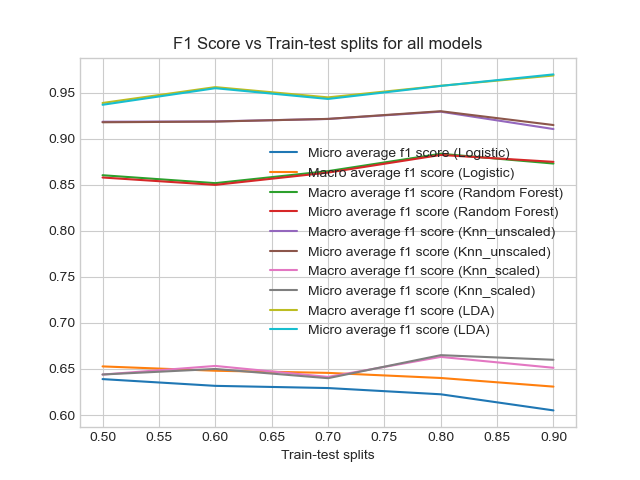 F1 Score vs Train-test splits for all models
0.95
0.90
0.85
0.80
0.75
0.70
0.65
0.60
Micro average f1 score (Logistic)
Macro average f1 score (Logistic)
Macro average f1 score (Random Forest)
Micro average f1 score (Random Forest)
Macro average f1 score (Knn_unscaled)
Micro average f1 score (Knn_unscaled)
Macro average f1 score (Knn_scaled)
Micro average f1 score (Knn_scaled)
Macro average f1 score (LDA)
Micro average f1 score (LDA)
0.50 0.55 0.60 0.65 0.70 0.75 0.80 0.85 0.90
Train-test splits